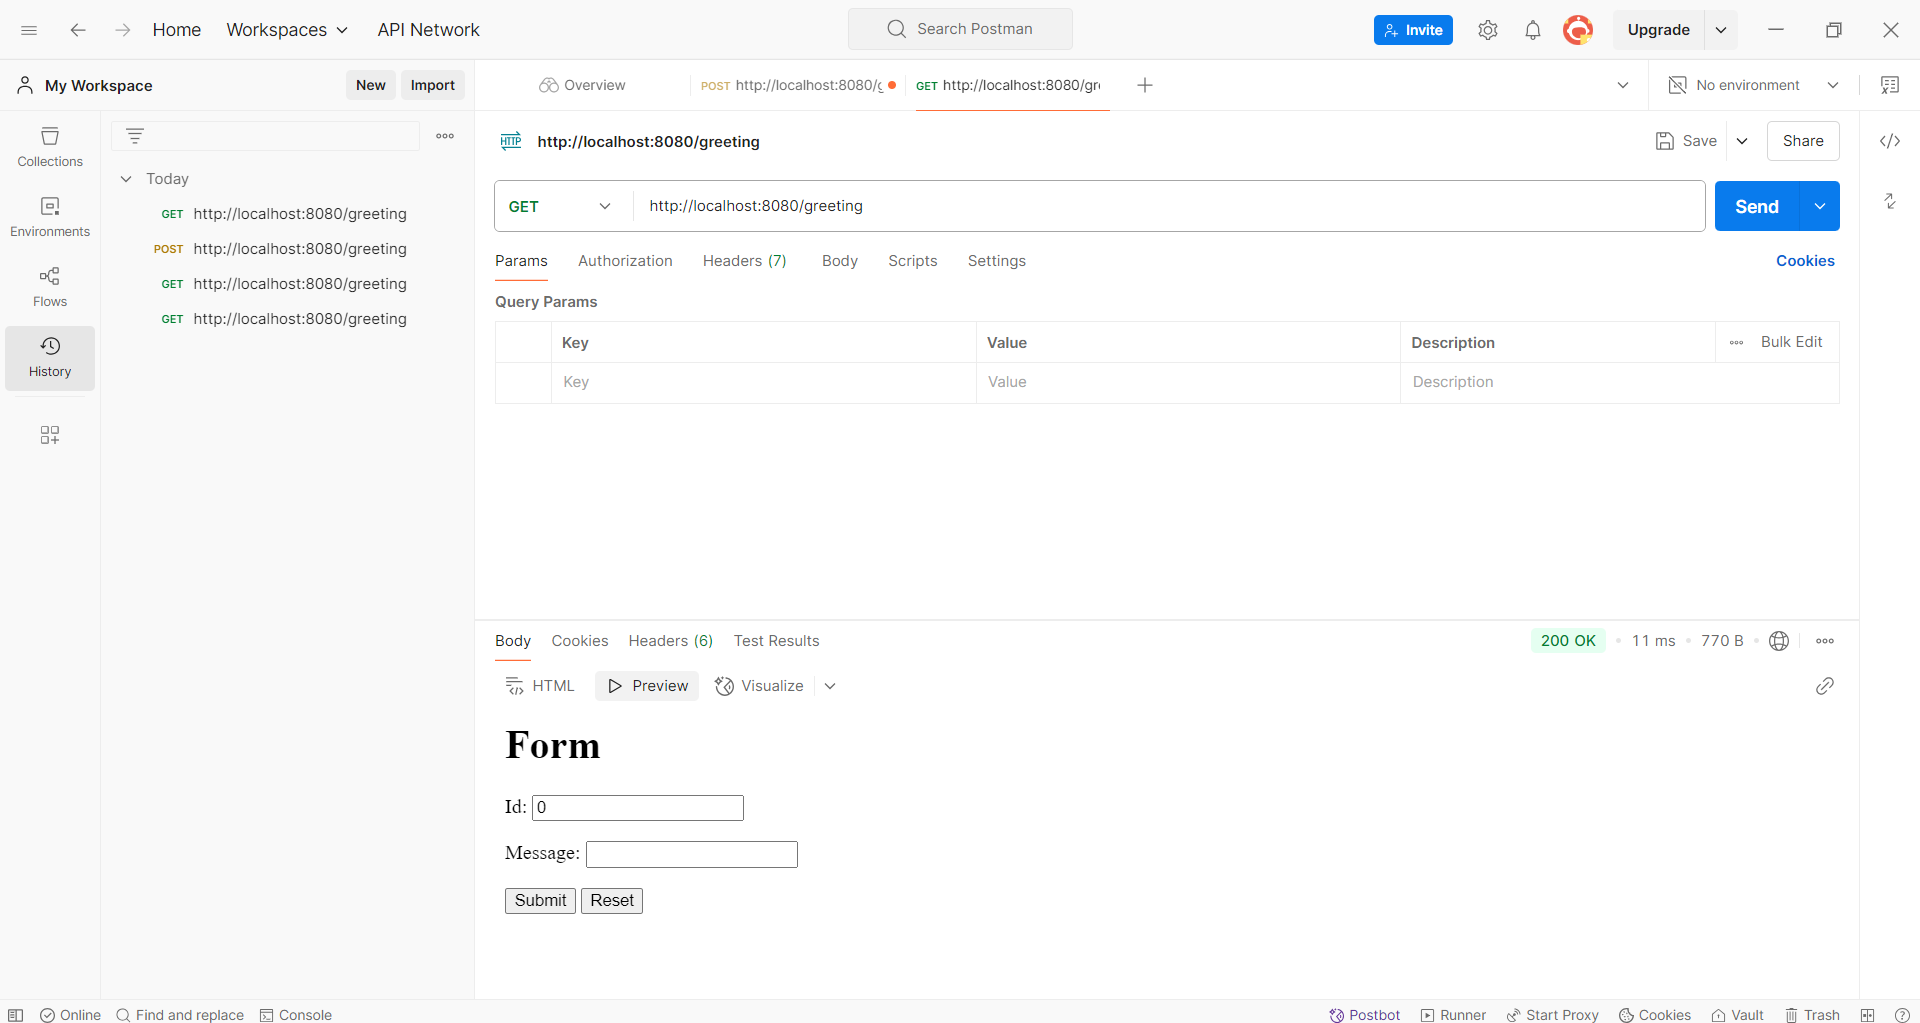 Home Workspaces API Network Search Postman Invite Upgrade
My Workspace New Import Overview POST http://localhost:8080/g GET http://localhost:8080/gr No environment
Collections
Environments
Flows
History
Today
GET http://localhost:8080/greeting
POST http://localhost:8080/greeting
GET http://localhost:8080/greeting
GET http://localhost:8080/greeting
HTTP http://localhost:8080/greeting Save Share
GET http://localhost:8080/greeting Send
Params Authorization Headers (7) Body Scripts Settings Cookies
Query Params
Key Value Description Bulk Edit
Key Value Description
Body Cookies Headers (6) Test Results 200 OK 11 ms 770 B
HTML Preview Visualize
Form
Id: 0
Message:
Submit Reset
Online Find and replace Console Postbot Runner Start Proxy Cookies Vault Trash